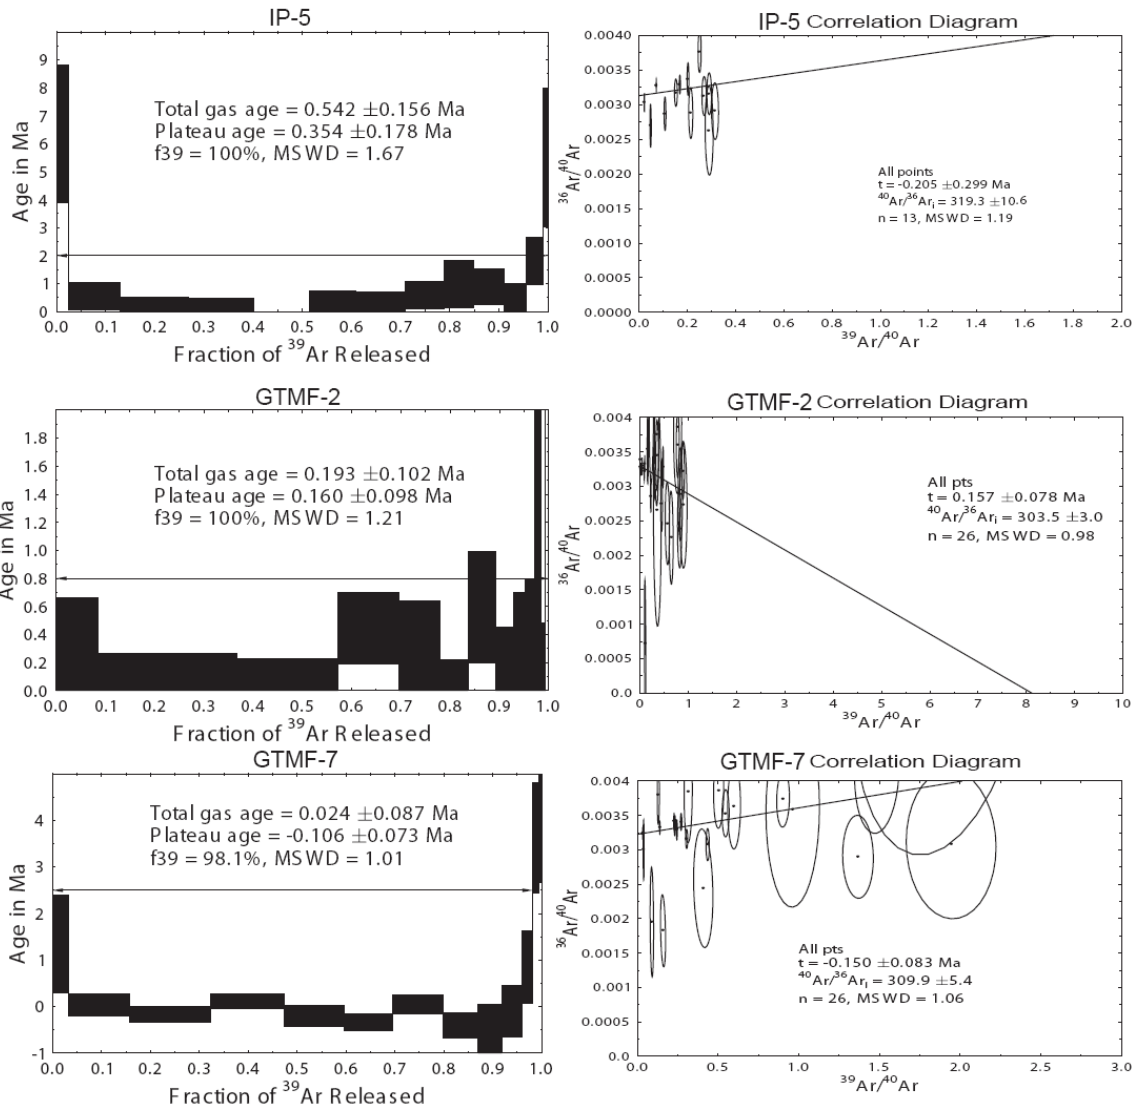 IP-5
Age in Ma
9
8
7
6
5
4
3
2
1
0
Total gas age = 0.542 ±0.156 Ma
Plateau age = 0.354 ±0.178 Ma
f39 = 100%, MSWD = 1.67
0.0 0.1 0.2 0.3 0.4 0.5 0.6 0.7 0.8 0.9 1.0
Fraction of 39Ar Released
IP-5 Correlation Diagram
36Ar/40Ar
0.0040
0.0035
0.0030
0.0025
0.0020
0.0015
0.0010
0.0005
0.0000
All points
t = -0.205 ±0.299 Ma
40Ar/36Ari = 319.3 ±10.6
n = 13, MSWD = 1.19
0.0 0.2 0.4 0.6 0.8 1.0 1.2 1.4 1.6 1.8 2.0
39Ar/40Ar
GTMF-2
Age in Ma
1.8
1.6
1.4
1.2
1.0
0.8
0.6
0.4
0.2
0.0
Total gas age = 0.193 ±0.102 Ma
Plateau age = 0.160 ±0.098 Ma
f39 = 100%, MSWD = 1.21
0.0 0.1 0.2 0.3 0.4 0.5 0.6 0.7 0.8 0.9 1.0
Fraction of 39Ar Released
GTMF-2 Correlation Diagram
36Ar/40Ar
0.004
0.0035
0.003
0.0025
0.002
0.0015
0.001
0.0005
0.0
All pts
t = 0.157 ±0.078 Ma
40Ar/36Ari = 303.5 ±3.0
n = 26, MSWD = 0.98
0 1 2 3 4 5 6 7 8 9 10
39Ar/40Ar
GTMF-7
Age in Ma
4
3
2
1
0
-1
Total gas age = 0.024 ±0.087 Ma
Plateau age = -0.106 ±0.073 Ma
f39 = 98.1%, MSWD = 1.01
0.0 0.1 0.2 0.3 0.4 0.5 0.6 0.7 0.8 0.9 1.0
Fraction of 39Ar Released
GTMF-7 Correlation Diagram
36Ar/40Ar
0.004
0.0035
0.003
0.0025
0.002
0.0015
0.001
0.0005
0.0
All pts
t = -0.150 ±0.083 Ma
40Ar/36Ari = 309.9 ±5.4
n = 26, MSWD = 1.06
0.0 0.5 1.0 1.5 2.0 2.5 3.0
39Ar/40Ar